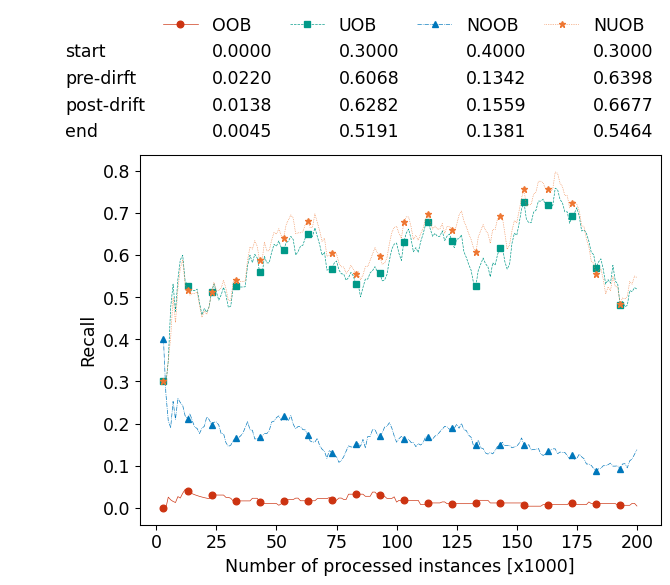 OOB UOB NOOB NUOB
start 0.0000 0.3000 0.4000 0.3000
pre-dirft 0.0220 0.6068 0.1342 0.6398
post-drift 0.0138 0.6282 0.1559 0.6677
end 0.0045 0.5191 0.1381 0.5464
0.8
0.7
0.6
0.5
0.4
0.3
0.2
0.1
0.0
Recall
0 25 50 75 100 125 150 175 200
Number of processed instances [x1000]